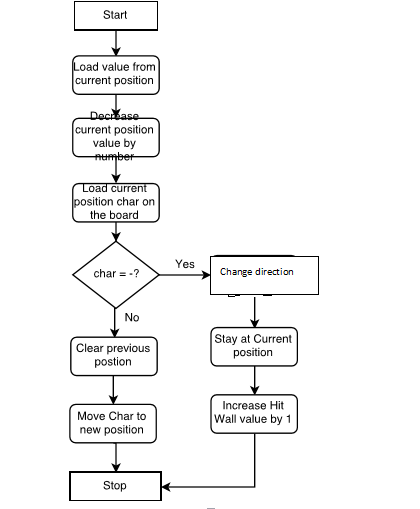 Start
Load value from
current position
Decrease
current position
value by
number
Load current
position char on
the board
char = -?
Yes
Change direction
No
Clear previous
postion
Stay at Current
position
Move Char to
new position
Increase Hit
Wall value by 1
Stop